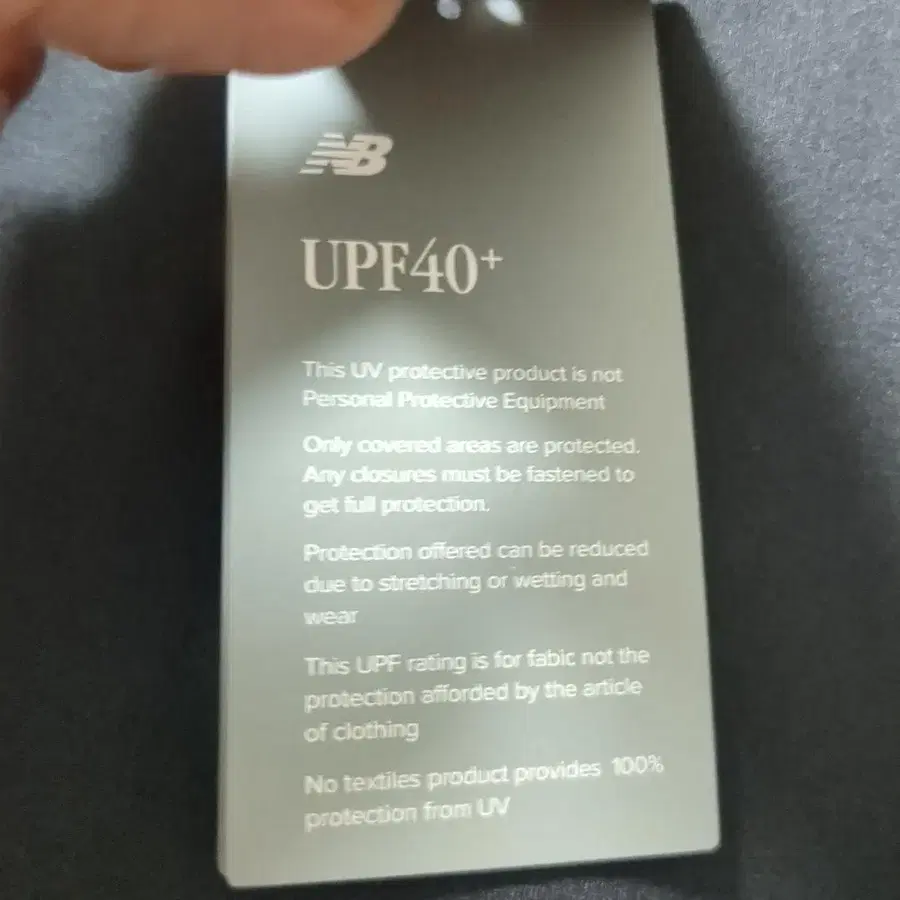 NB
UPF40+
This UV protective product is not
Personal Protective Equipment
Only covered areas are protected.
Any closures must be fastened to
get full protection.
Protection offered can be reduced
due to stretching or wetting and
wear
This UPF rating is for fabic not the
protection afforded by the article
of clothing
No textiles product provides 100%
protection from UV